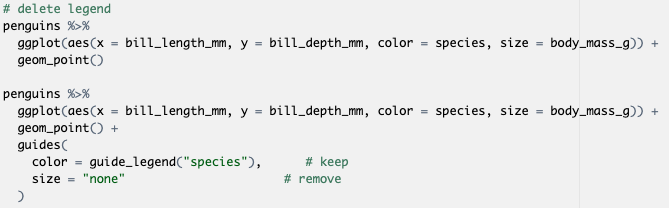 # delete legend
penguins %>%
  ggplot(aes(x = bill_length_mm, y = bill_depth_mm, color = species, size = body_mass_g)) +
  geom_point()

penguins %>%
  ggplot(aes(x = bill_length_mm, y = bill_depth_mm, color = species, size = body_mass_g)) +
  geom_point() +
  guides(
    color = guide_legend("species"),      # keep
    size = "none"                      # remove
  )